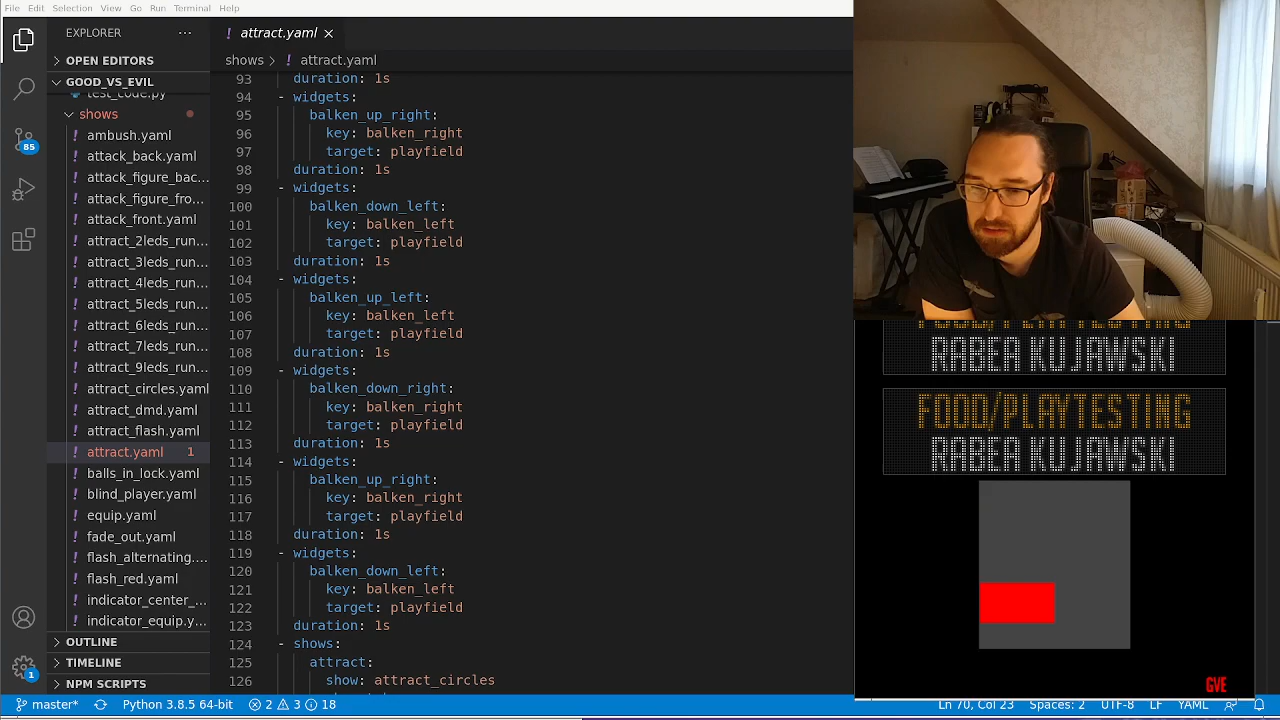 File Edit Selection View Go Run Terminal Help
EXPLORER
OPEN EDITORS
GOOD_VS_EVIL
test_code.py
shows
ambush.yaml
attack_back.yaml
attack_figure_bac...
attack_figure_fro...
attack_front.yaml
attract_2leds_run...
attract_3leds_run...
attract_4leds_run...
attract_5leds_run...
attract_6leds_run...
attract_7leds_run...
attract_9leds_run...
attract_circles.yaml
attract_dmd.yaml
attract_flash.yaml
attract.yaml 1
balls_in_lock.yaml
blind_player.yaml
equip.yaml
fade_out.yaml
flash_alternating....
flash_red.yaml
indicator_center_...
indicator_equip.y...
OUTLINE
TIMELINE
NPM SCRIPTS
85
1
attract.yaml
shows > attract.yaml
93 duration: 1s
94 - widgets:
95 balken_up_right:
96 key: balken_right
97 target: playfield
98 duration: 1s
99 - widgets:
100 balken_down_left:
101 key: balken_left
102 target: playfield
103 duration: 1s
104 - widgets:
105 balken_up_left:
106 key: balken_left
107 target: playfield
108 duration: 1s
109 - widgets:
110 balken_down_right:
111 key: balken_right
112 target: playfield
113 duration: 1s
114 - widgets:
115 balken_up_right:
116 key: balken_right
117 target: playfield
118 duration: 1s
119 - widgets:
120 balken_down_left:
121 key: balken_left
122 target: playfield
123 duration: 1s
124 - shows:
125 attract:
126 show: attract_circles
FOOD/PLAYTESTING
RABEA KUJAWSKI
FOOD/PLAYTESTING
RABEA KUJAWSKI
GVE
master* Python 3.8.5 64-bit 2 3 18 Ln 70, Col 23 Spaces: 2 UTF-8 LF YAML